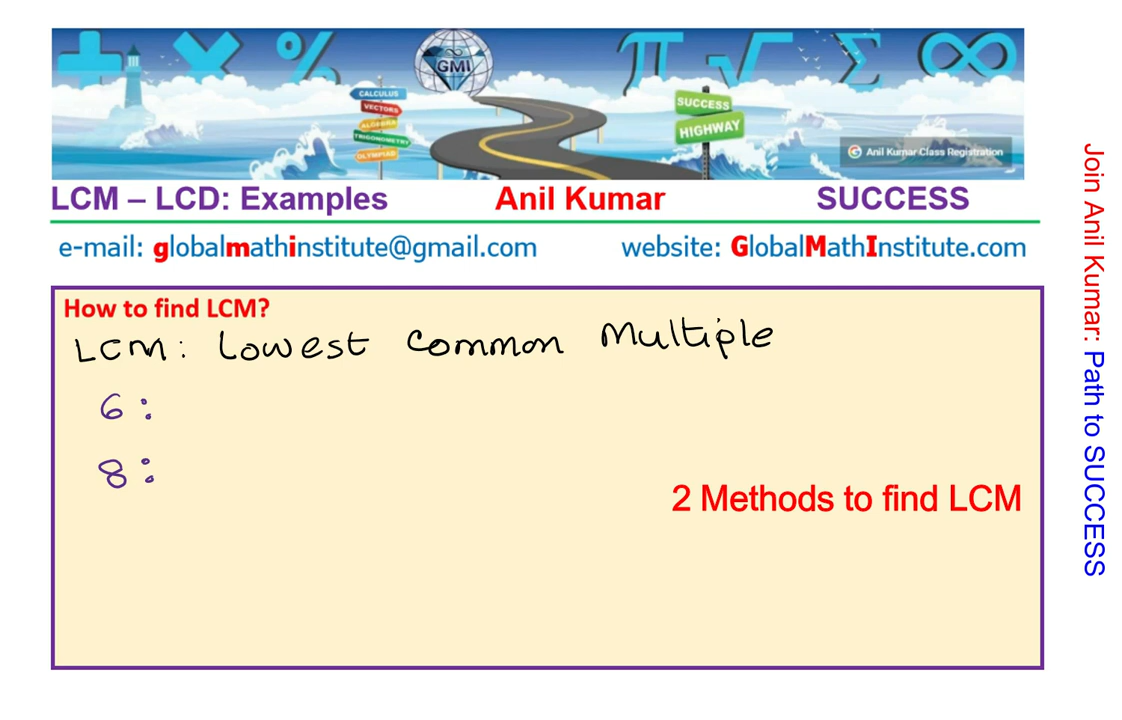 GMI
CALCULUS
VECTORS
ALGEBRA
TRIGONOMETRY
OLYMPIAD
SUCCESS
HIGHWAY
G Anil Kumar Class Registration
LCM – LCD: Examples Anil Kumar SUCCESS
e-mail: globalmathinstitute@gmail.com website: GlobalMathInstitute.com
How to find LCM?
LCM: Lowest Common Multiple
6:
8:
2 Methods to find LCM
Join Anil Kumar: Path to SUCCESS